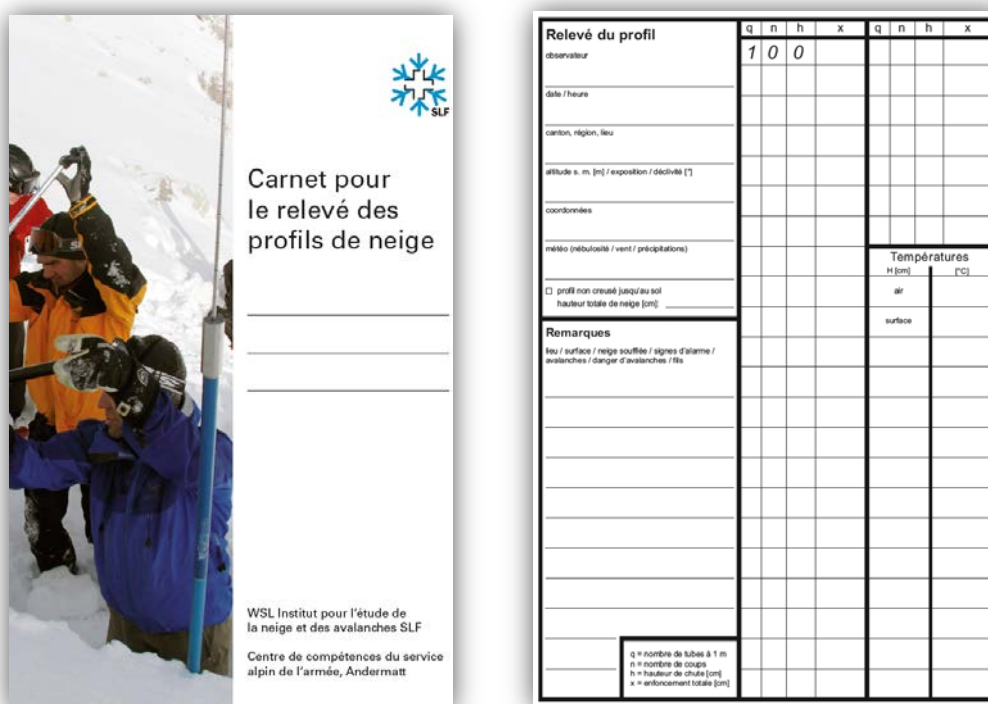 SLF
Carnet pour
le relevé des
profils de neige
WSL Institut pour l'étude de
la neige et des avalanches SLF
Centre de compétences du service
alpin de l'armée, Andermatt
Relevé du profil
observateur
date / heure
canton, région, lieu
altitude s. m. [m] / exposition / déclivité [°]
coordonnées
météo (nébulosité / vent / précipitations)
profil non creusé jusqu'au sol
hauteur totale de neige [cm]:
Remarques
lieu / surface / neige soufflée / signes d'alarme /
avalanches / danger d'avalanches / fils
q = nombre de tubes à 1 m
n = nombre de coups
h = hauteur de chute [cm]
x = enfoncement totale [cm]
q n h x q n h x
1 0 0
Températures
H [cm] [°C]
air
surface